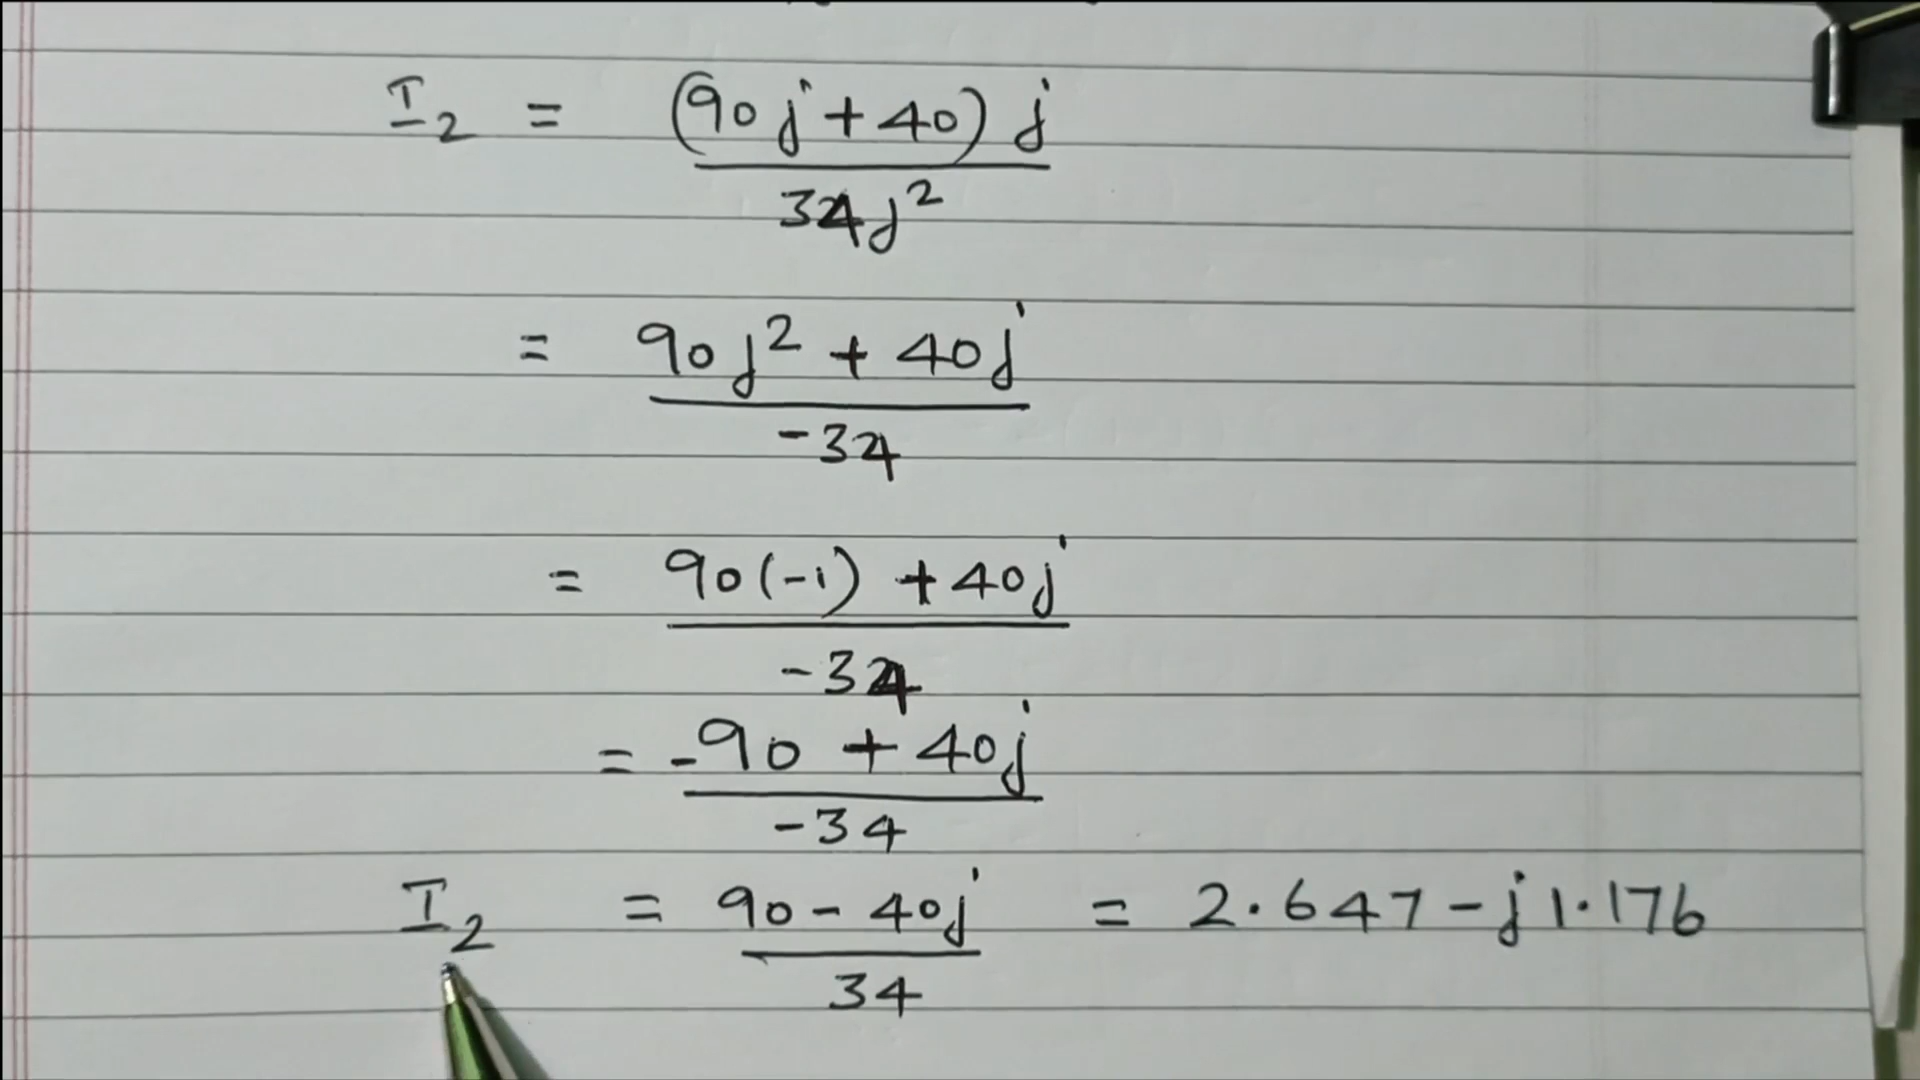 I₂ = (90j + 40) j
34j²
= 90j² + 40j
-34
= 90(-1) + 40j
-34
= -90 + 40j
-34
I₂ = 90 - 40j = 2.647 - j1.176
34